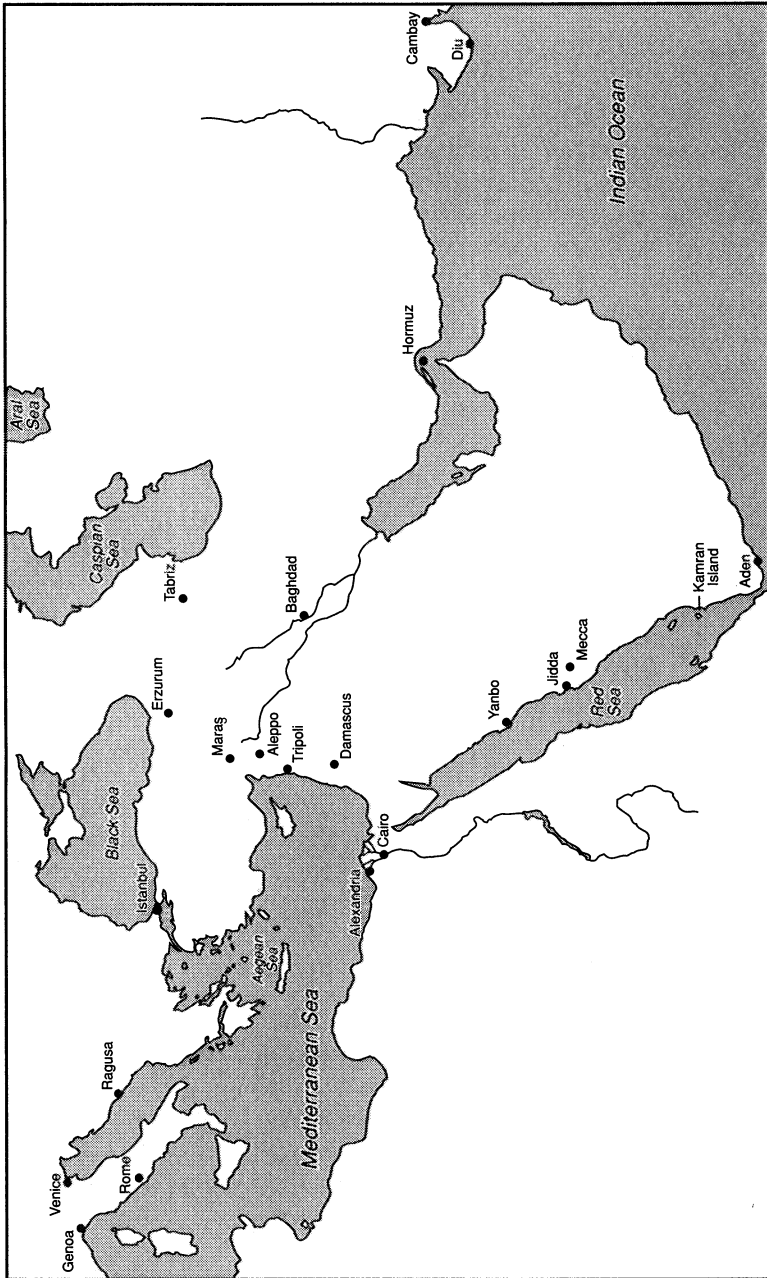 Genoa
Venice
Rome
Ragusa
Mediterranean Sea
Aegean
Sea
Istanbul
Black Sea
Alexandria
Cairo
Maraş
Aleppo
Tripoli
Damascus
Erzurum
Tabriz
Caspian
Sea
Aral
Sea
Baghdad
Yanbo
Jidda
Mecca
Red
Sea
Kamran
Island
Aden
Hormuz
Indian Ocean
Cambay
Diu